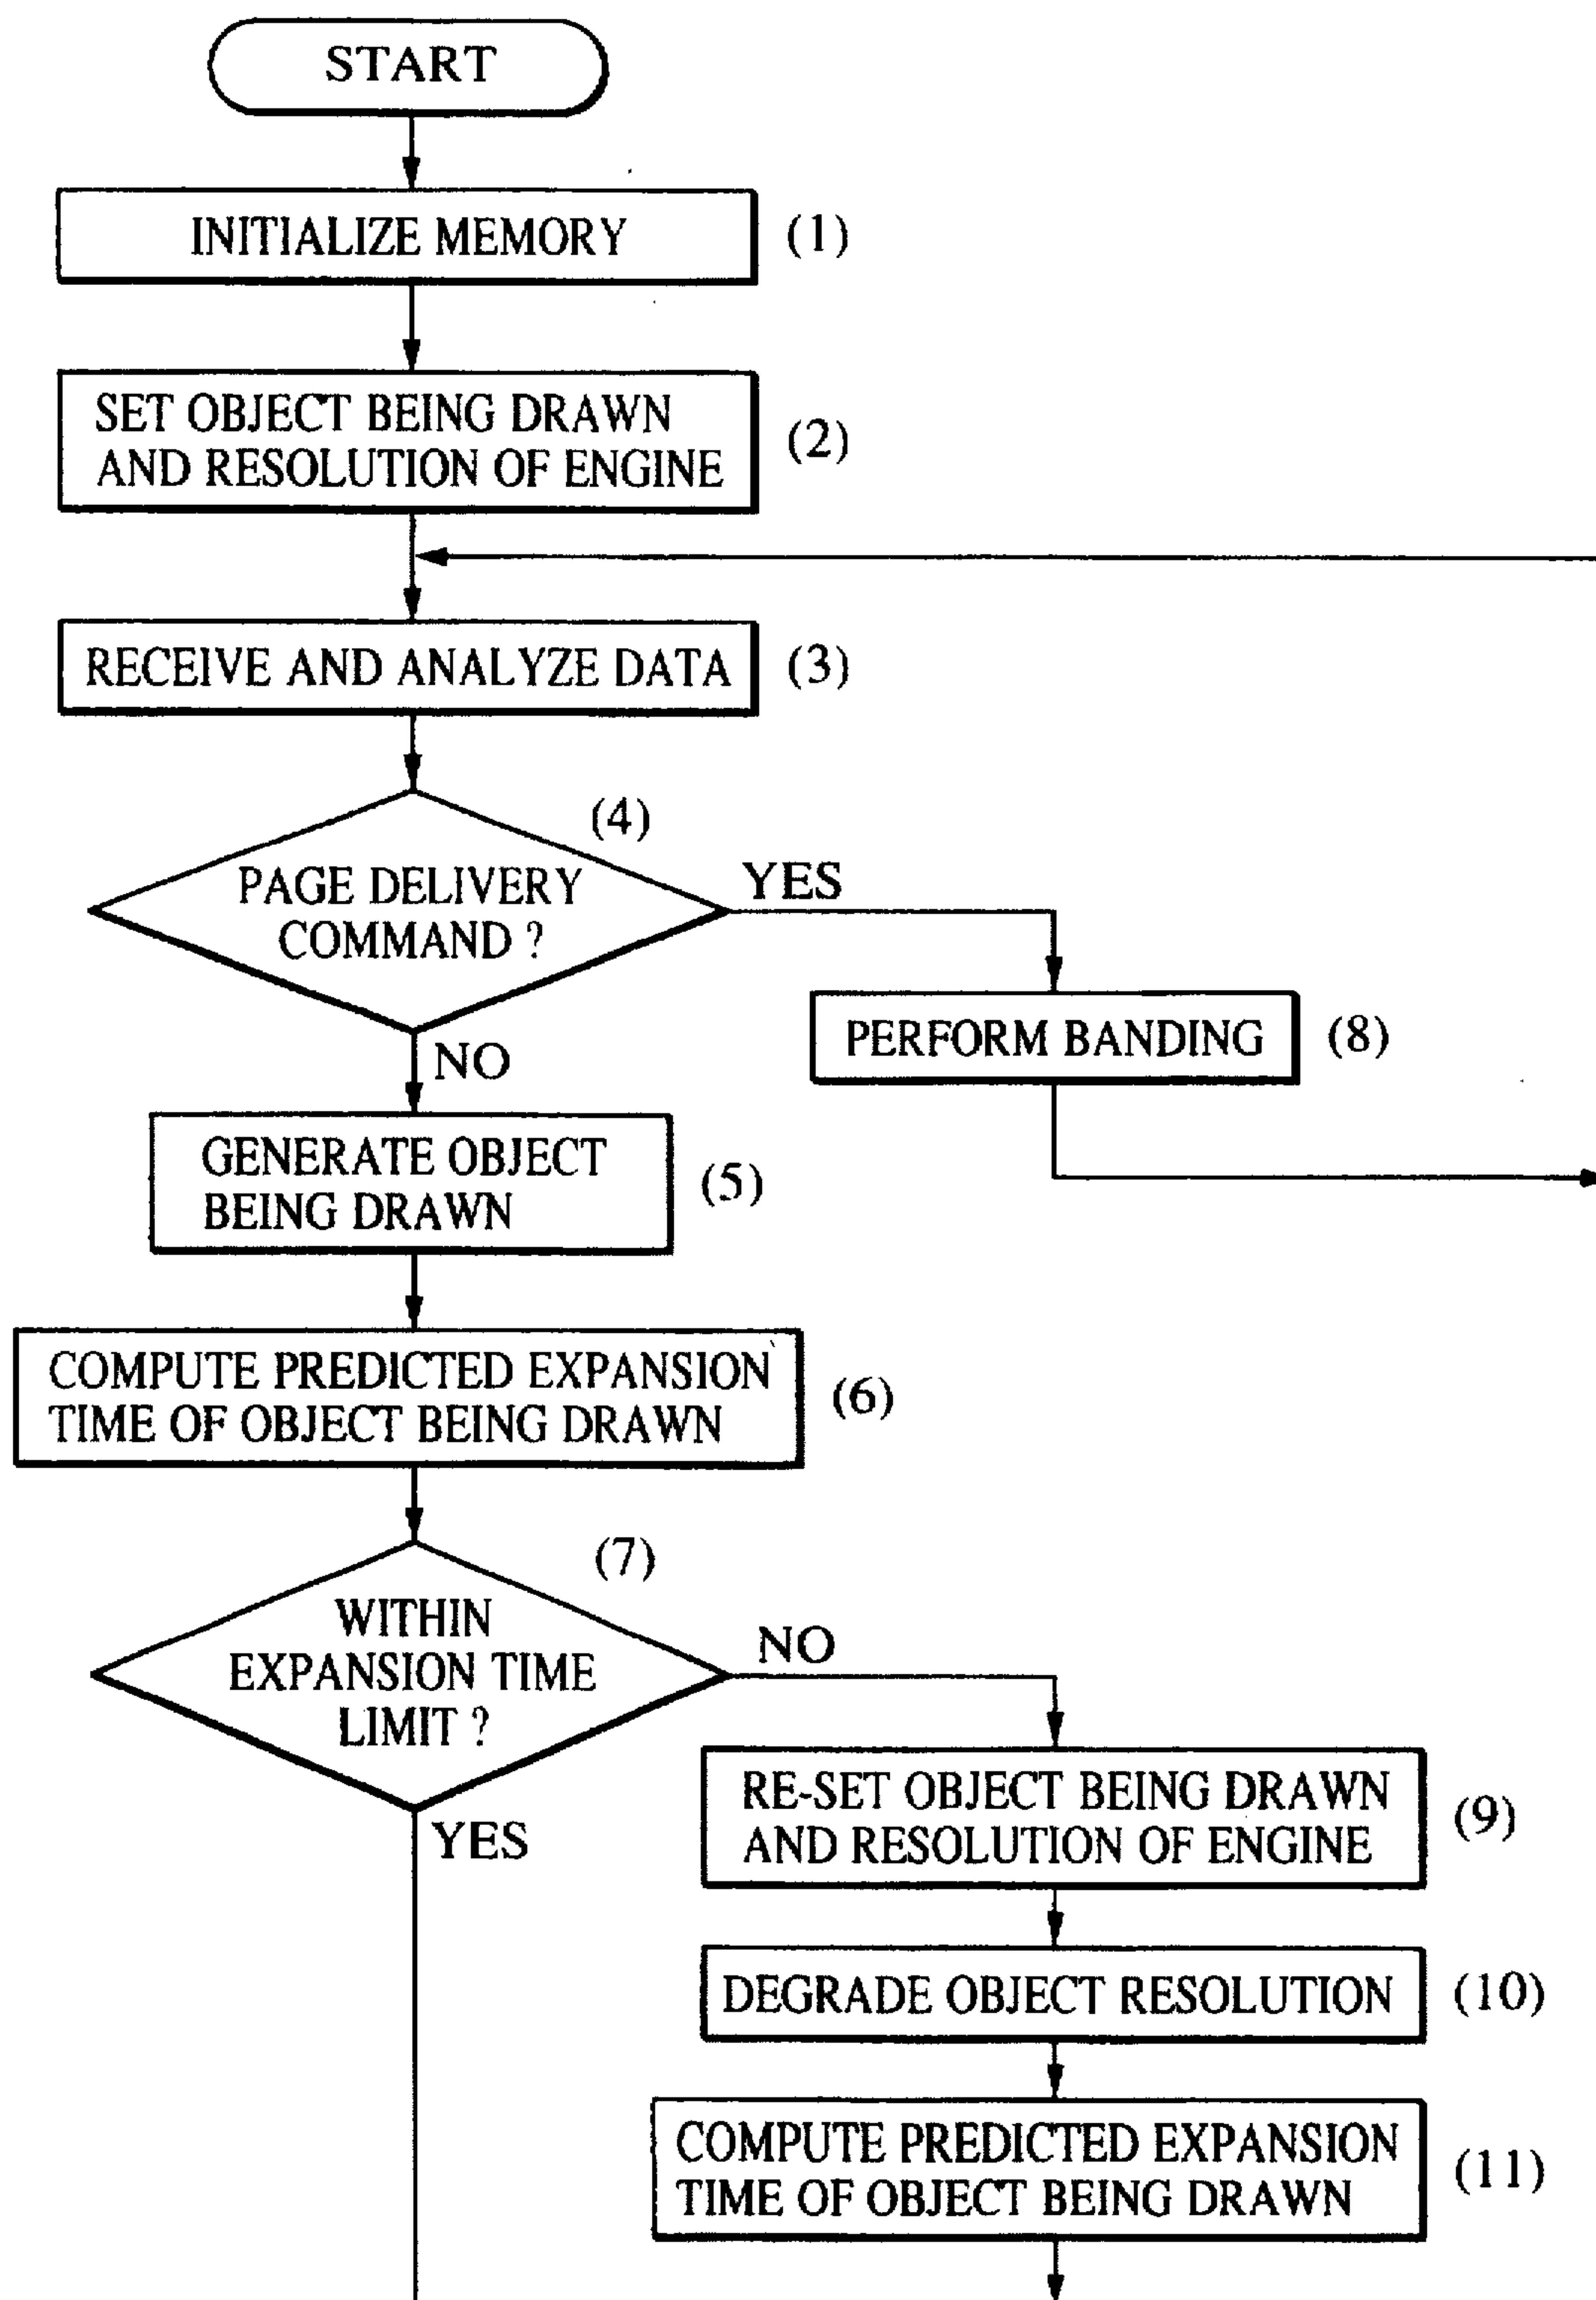 START
INITIALIZE MEMORY
(1)
SET OBJECT BEING DRAWN
AND RESOLUTION OF ENGINE
(2)
RECEIVE AND ANALYZE DATA
(3)
(4)
PAGE DELIVERY
COMMAND ?
YES
NO
PERFORM BANDING
(8)
GENERATE OBJECT
BEING DRAWN
(5)
COMPUTE PREDICTED EXPANSION
TIME OF OBJECT BEING DRAWN
(6)
(7)
WITHIN
EXPANSION TIME
LIMIT ?
NO
YES
RE-SET OBJECT BEING DRAWN
AND RESOLUTION OF ENGINE
(9)
DEGRADE OBJECT RESOLUTION
(10)
COMPUTE PREDICTED EXPANSION
TIME OF OBJECT BEING DRAWN
(11)